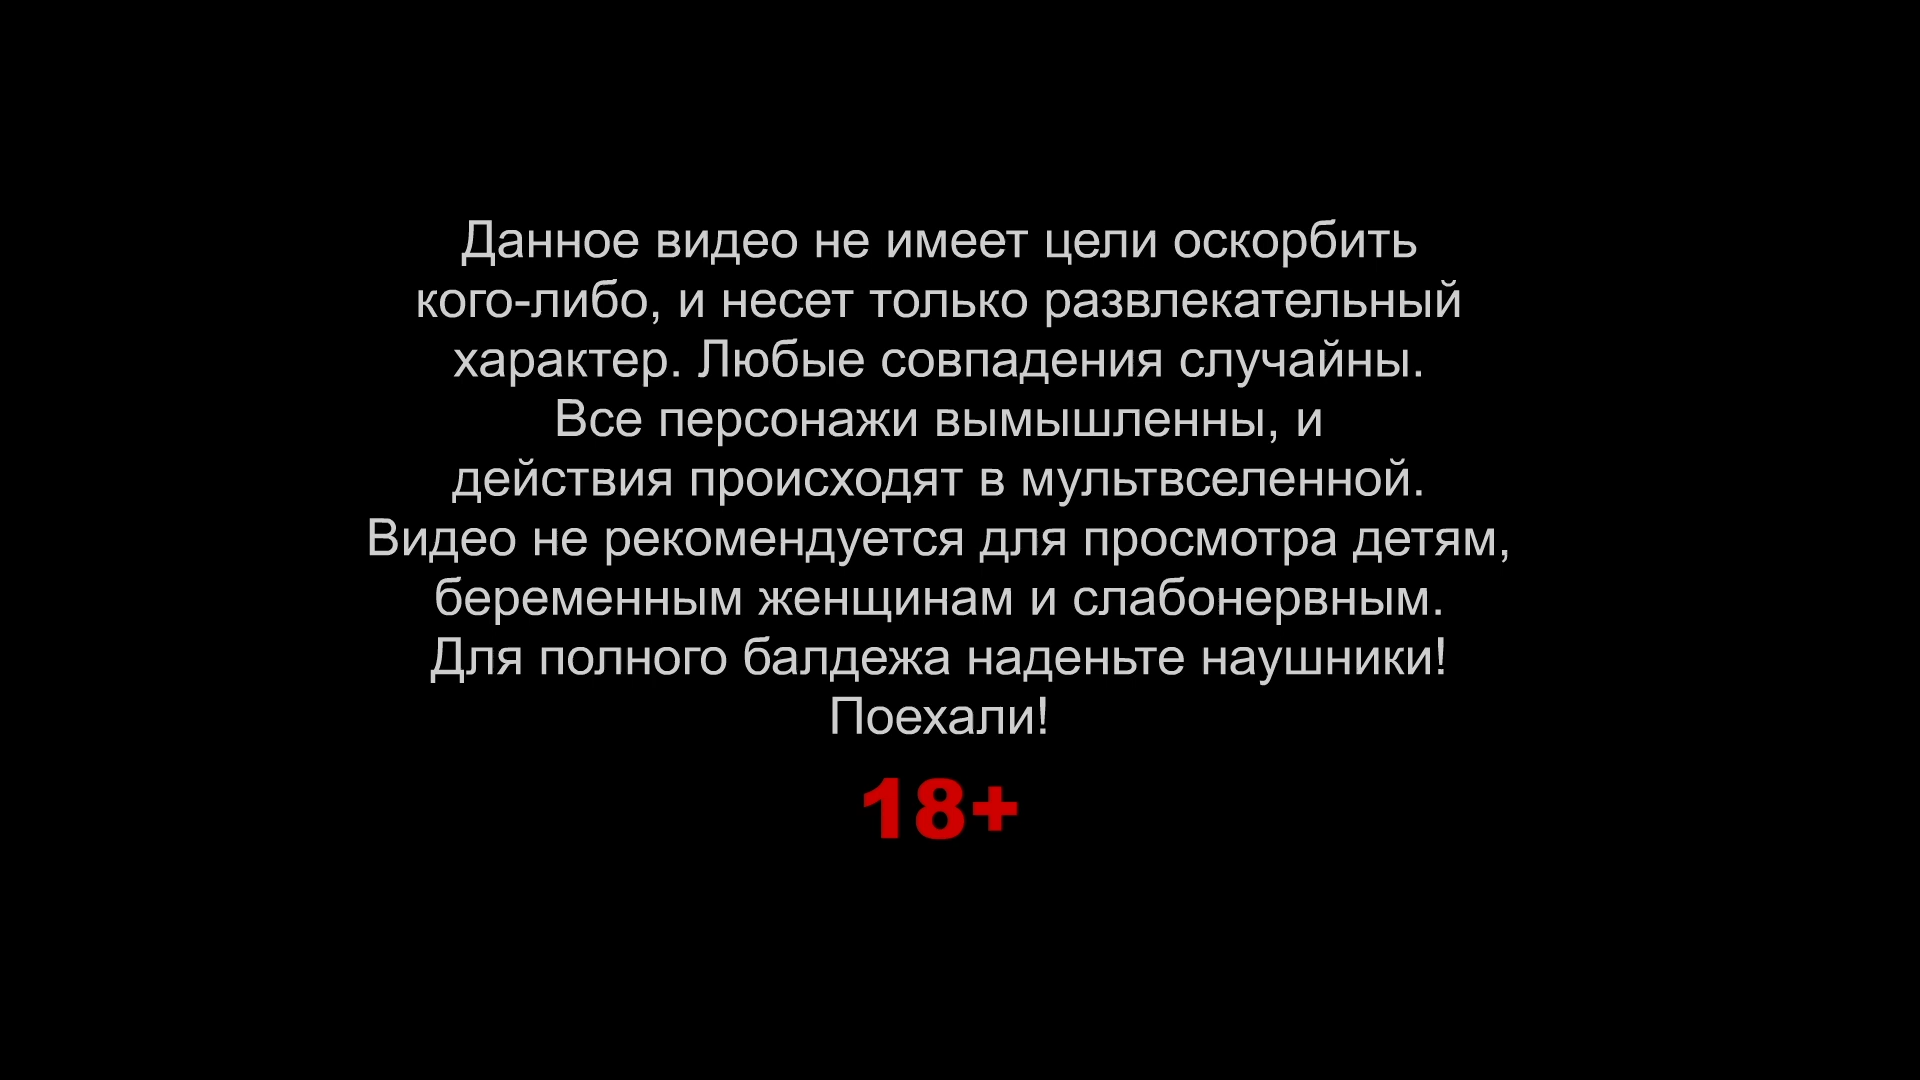 Данное видео не имеет цели оскорбить
кого-либо, и несет только развлекательный
характер. Любые совпадения случайны.
Все персонажи вымышленны, и
действия происходят в мультвселенной.
Видео не рекомендуется для просмотра детям,
беременным женщинам и слабонервным.
Для полного балдежа наденьте наушники!
Поехали!
18+